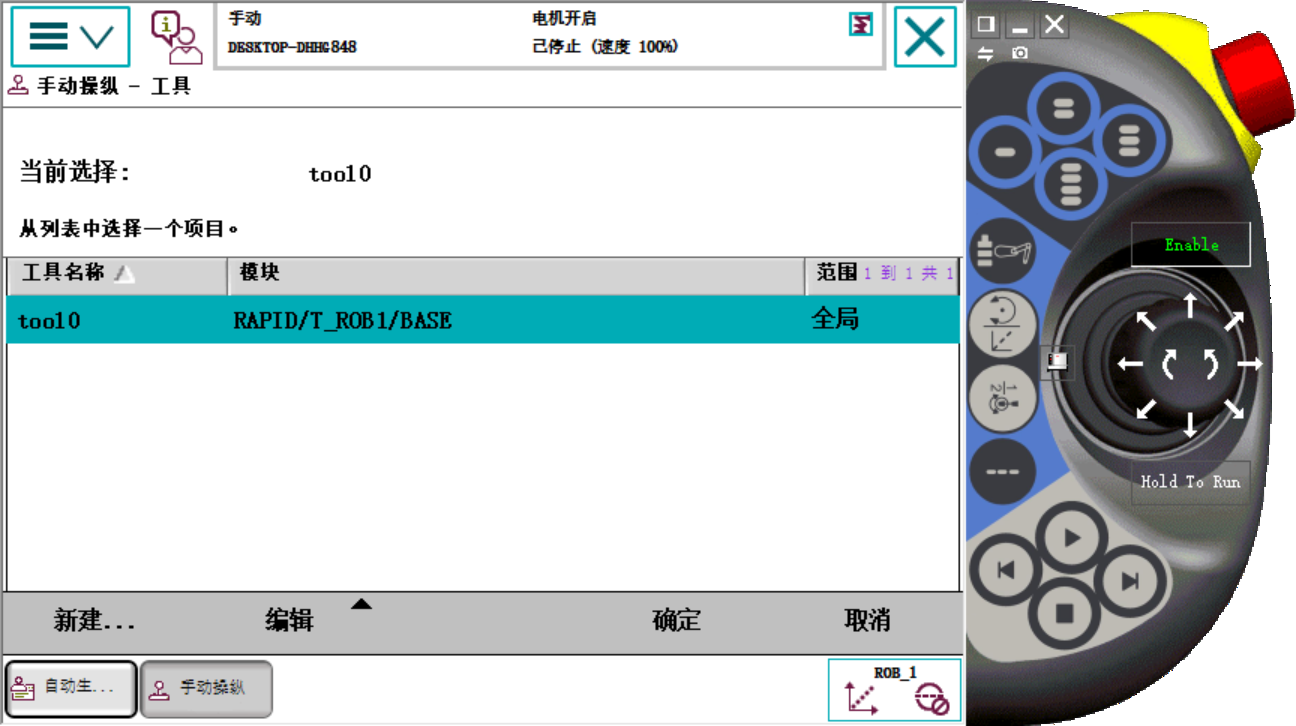 手动
电机开启
DESKTOP-DHHG848
已停止 (速度 100%)
手动操纵 - 工具
当前选择:
tool0
从列表中选择一个项目。
工具名称
模块
范围 1 到 1 共 1
tool0
RAPID/T_ROB1/BASE
全局
新建...
编辑
确定
取消
自动生...
手动操纵
ROB_1
Enable
Hold To Run